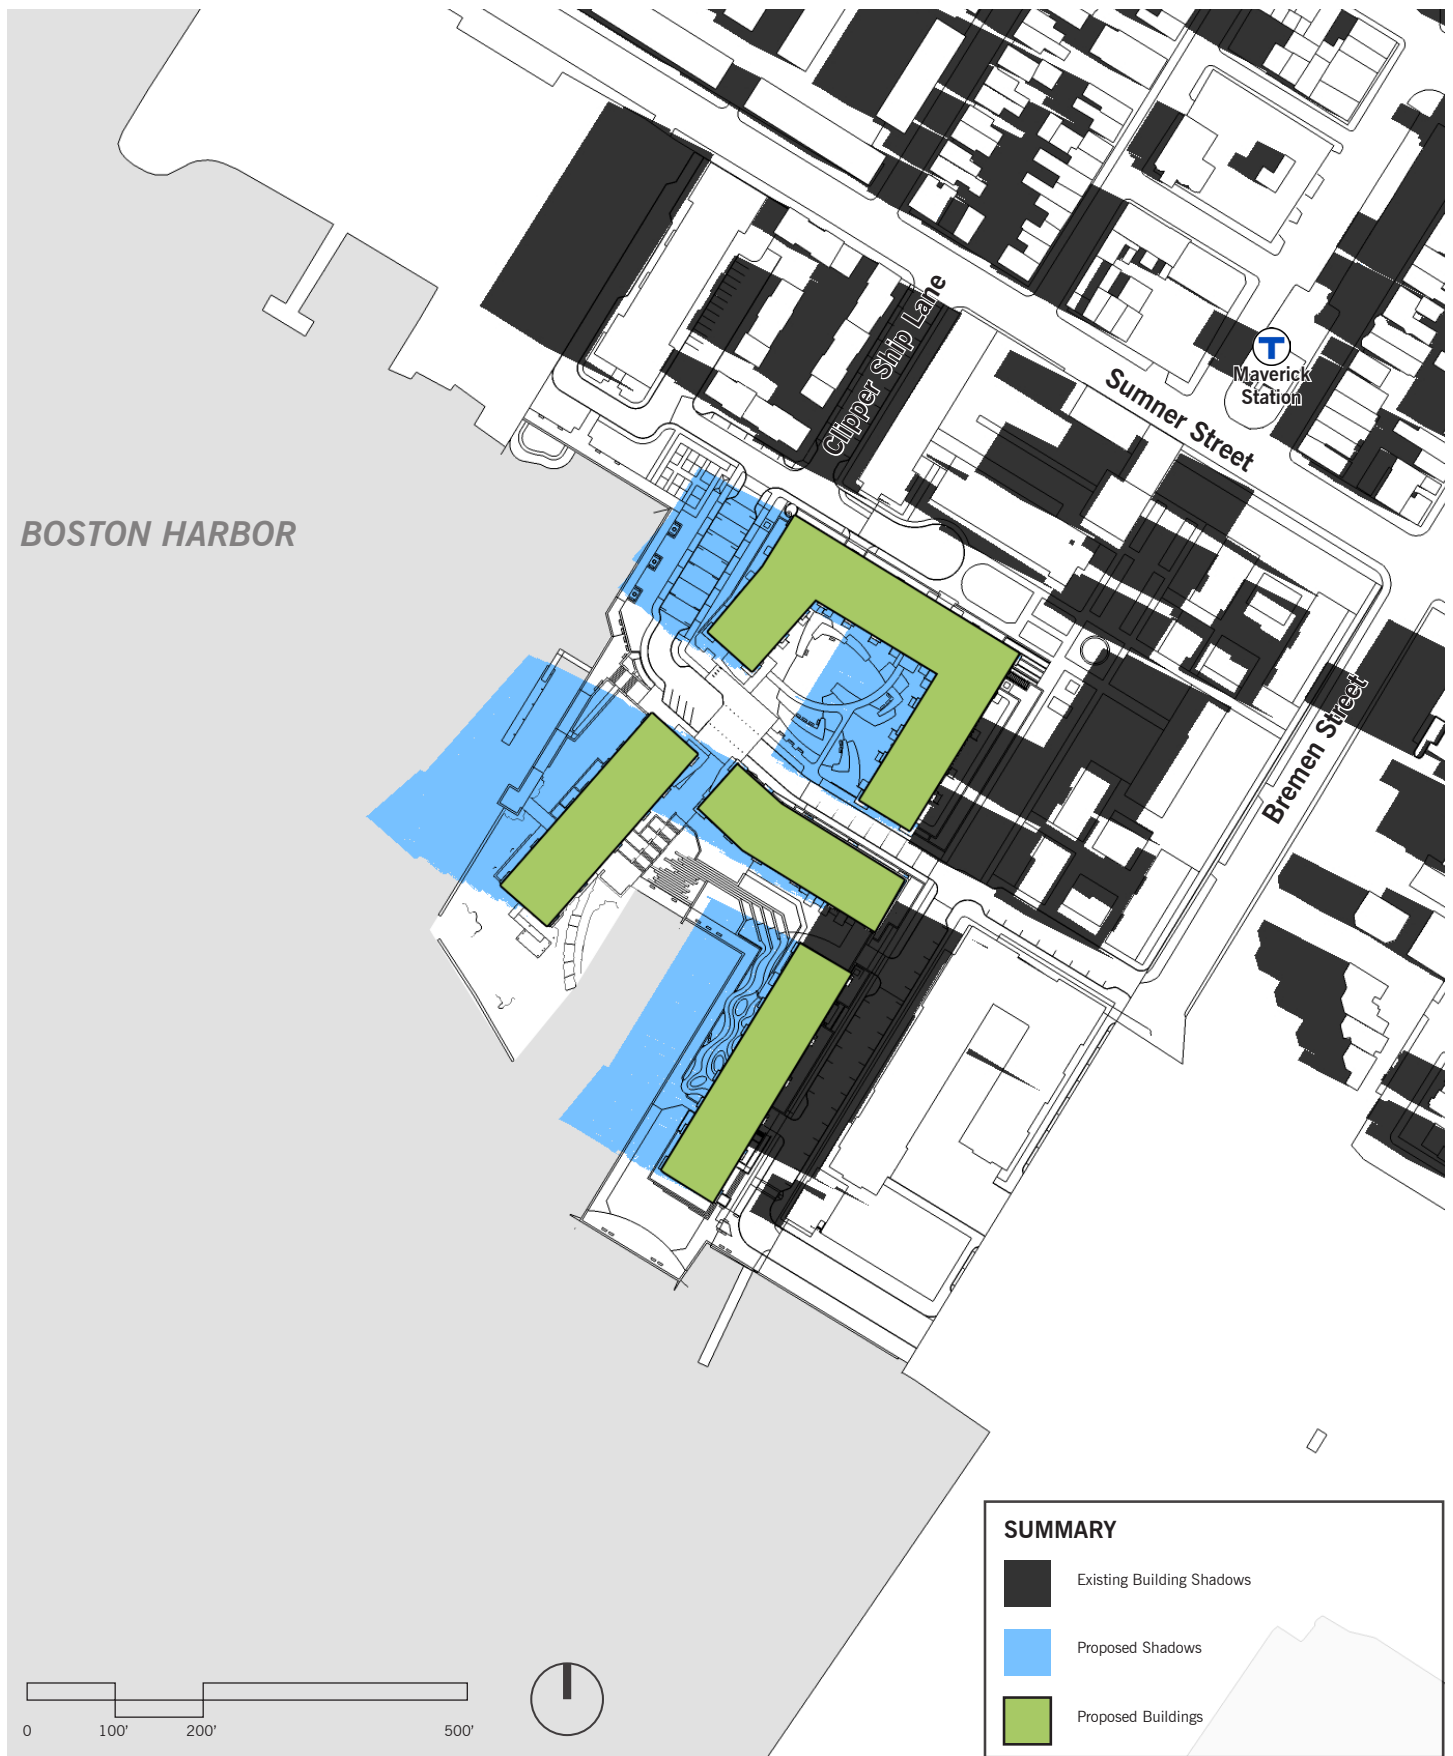 Clipper Ship Lane
T
Maverick
Station
Sumner Street
BOSTON HARBOR
Bremen Street
SUMMARY
Existing Building Shadows
Proposed Shadows
Proposed Buildings
0 100’ 200’ 500’